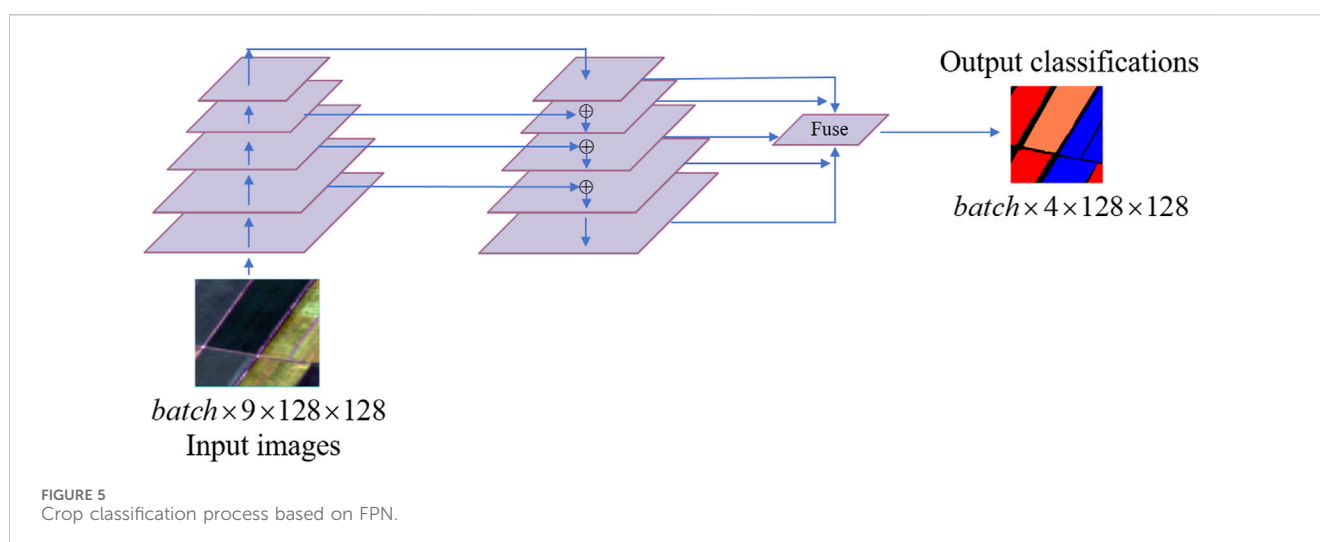 Output classifications
Fuse
batch×4×128×128
batch×9×128×128
Input images
FIGURE 5
Crop classification process based on FPN.